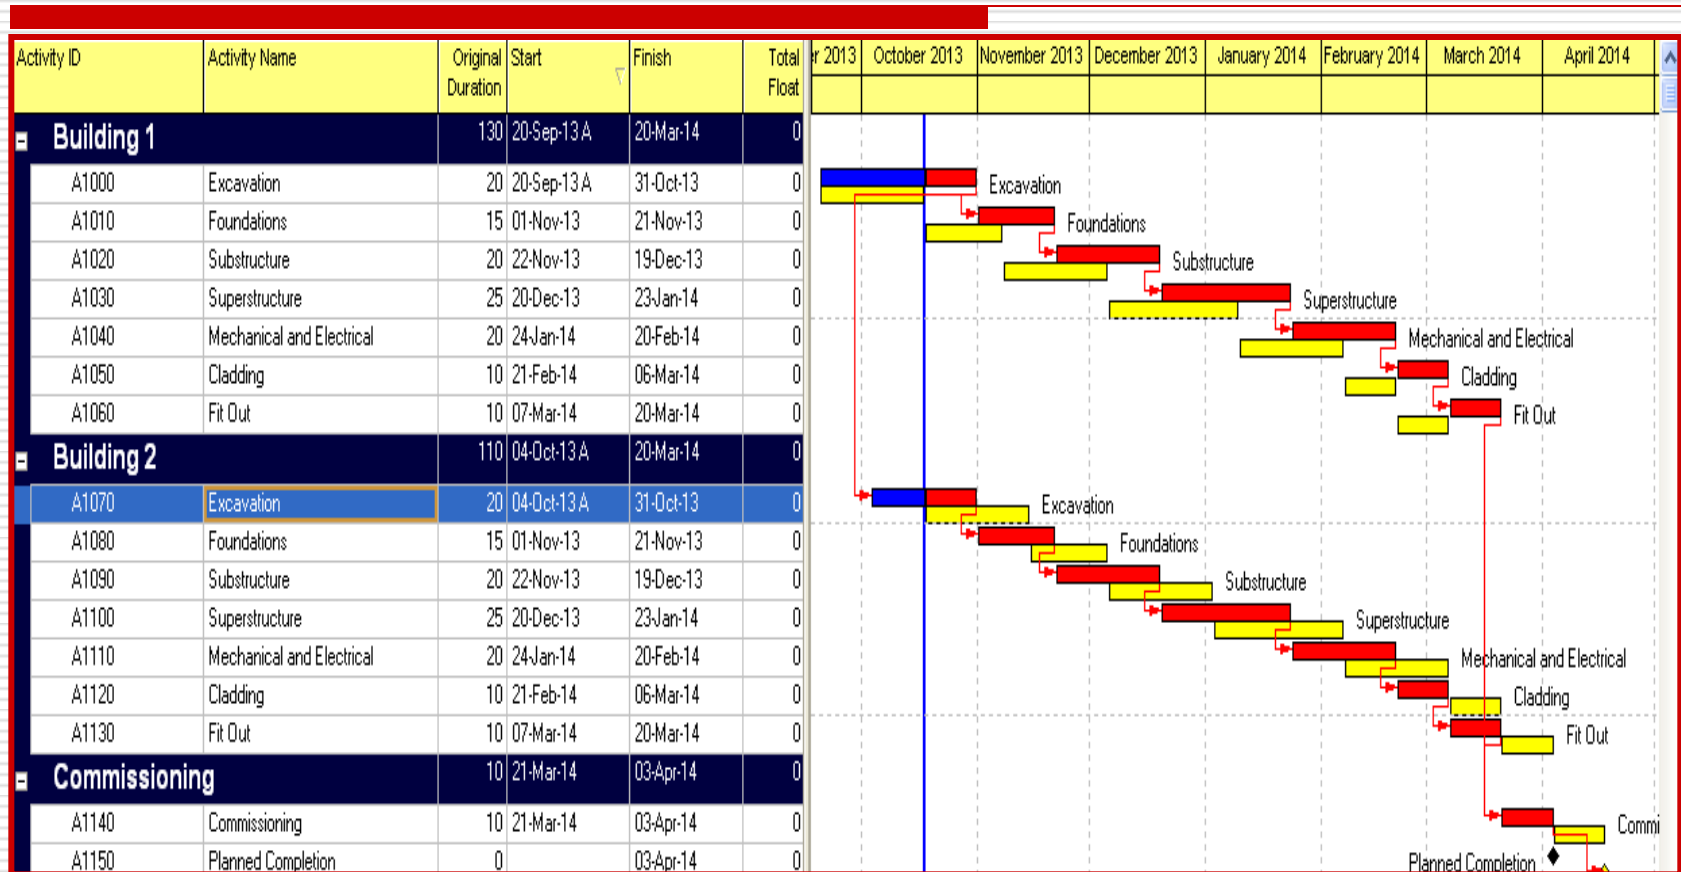 Activity ID Activity Name Original Duration Start Finish Total Float r 2013 October 2013 November 2013 December 2013 January 2014 February 2014 March 2014 April 2014
Building 1 130 20-Sep-13 A 20-Mar-14 0
A1000 Excavation 20 20-Sep-13 A 31-Oct-13 0 Excavation
A1010 Foundations 15 01-Nov-13 21-Nov-13 0 Foundations
A1020 Substructure 20 22-Nov-13 19-Dec-13 0 Substructure
A1030 Superstructure 25 20-Dec-13 23-Jan-14 0 Superstructure
A1040 Mechanical and Electrical 20 24-Jan-14 20-Feb-14 0 Mechanical and Electrical
A1050 Cladding 10 21-Feb-14 06-Mar-14 0 Cladding
A1060 Fit Out 10 07-Mar-14 20-Mar-14 0 Fit Out
Building 2 110 04-Oct-13 A 20-Mar-14 0
A1070 Excavation 20 04-Oct-13 A 31-Oct-13 0 Excavation
A1080 Foundations 15 01-Nov-13 21-Nov-13 0 Foundations
A1090 Substructure 20 22-Nov-13 19-Dec-13 0 Substructure
A1100 Superstructure 25 20-Dec-13 23-Jan-14 0 Superstructure
A1110 Mechanical and Electrical 20 24-Jan-14 20-Feb-14 0 Mechanical and Electrical
A1120 Cladding 10 21-Feb-14 06-Mar-14 0 Cladding
A1130 Fit Out 10 07-Mar-14 20-Mar-14 0 Fit Out
Commissioning 10 21-Mar-14 03-Apr-14 0
A1140 Commissioning 10 21-Mar-14 03-Apr-14 0 Commi
A1150 Planned Completion 0 03-Apr-14 0 Planned Completion